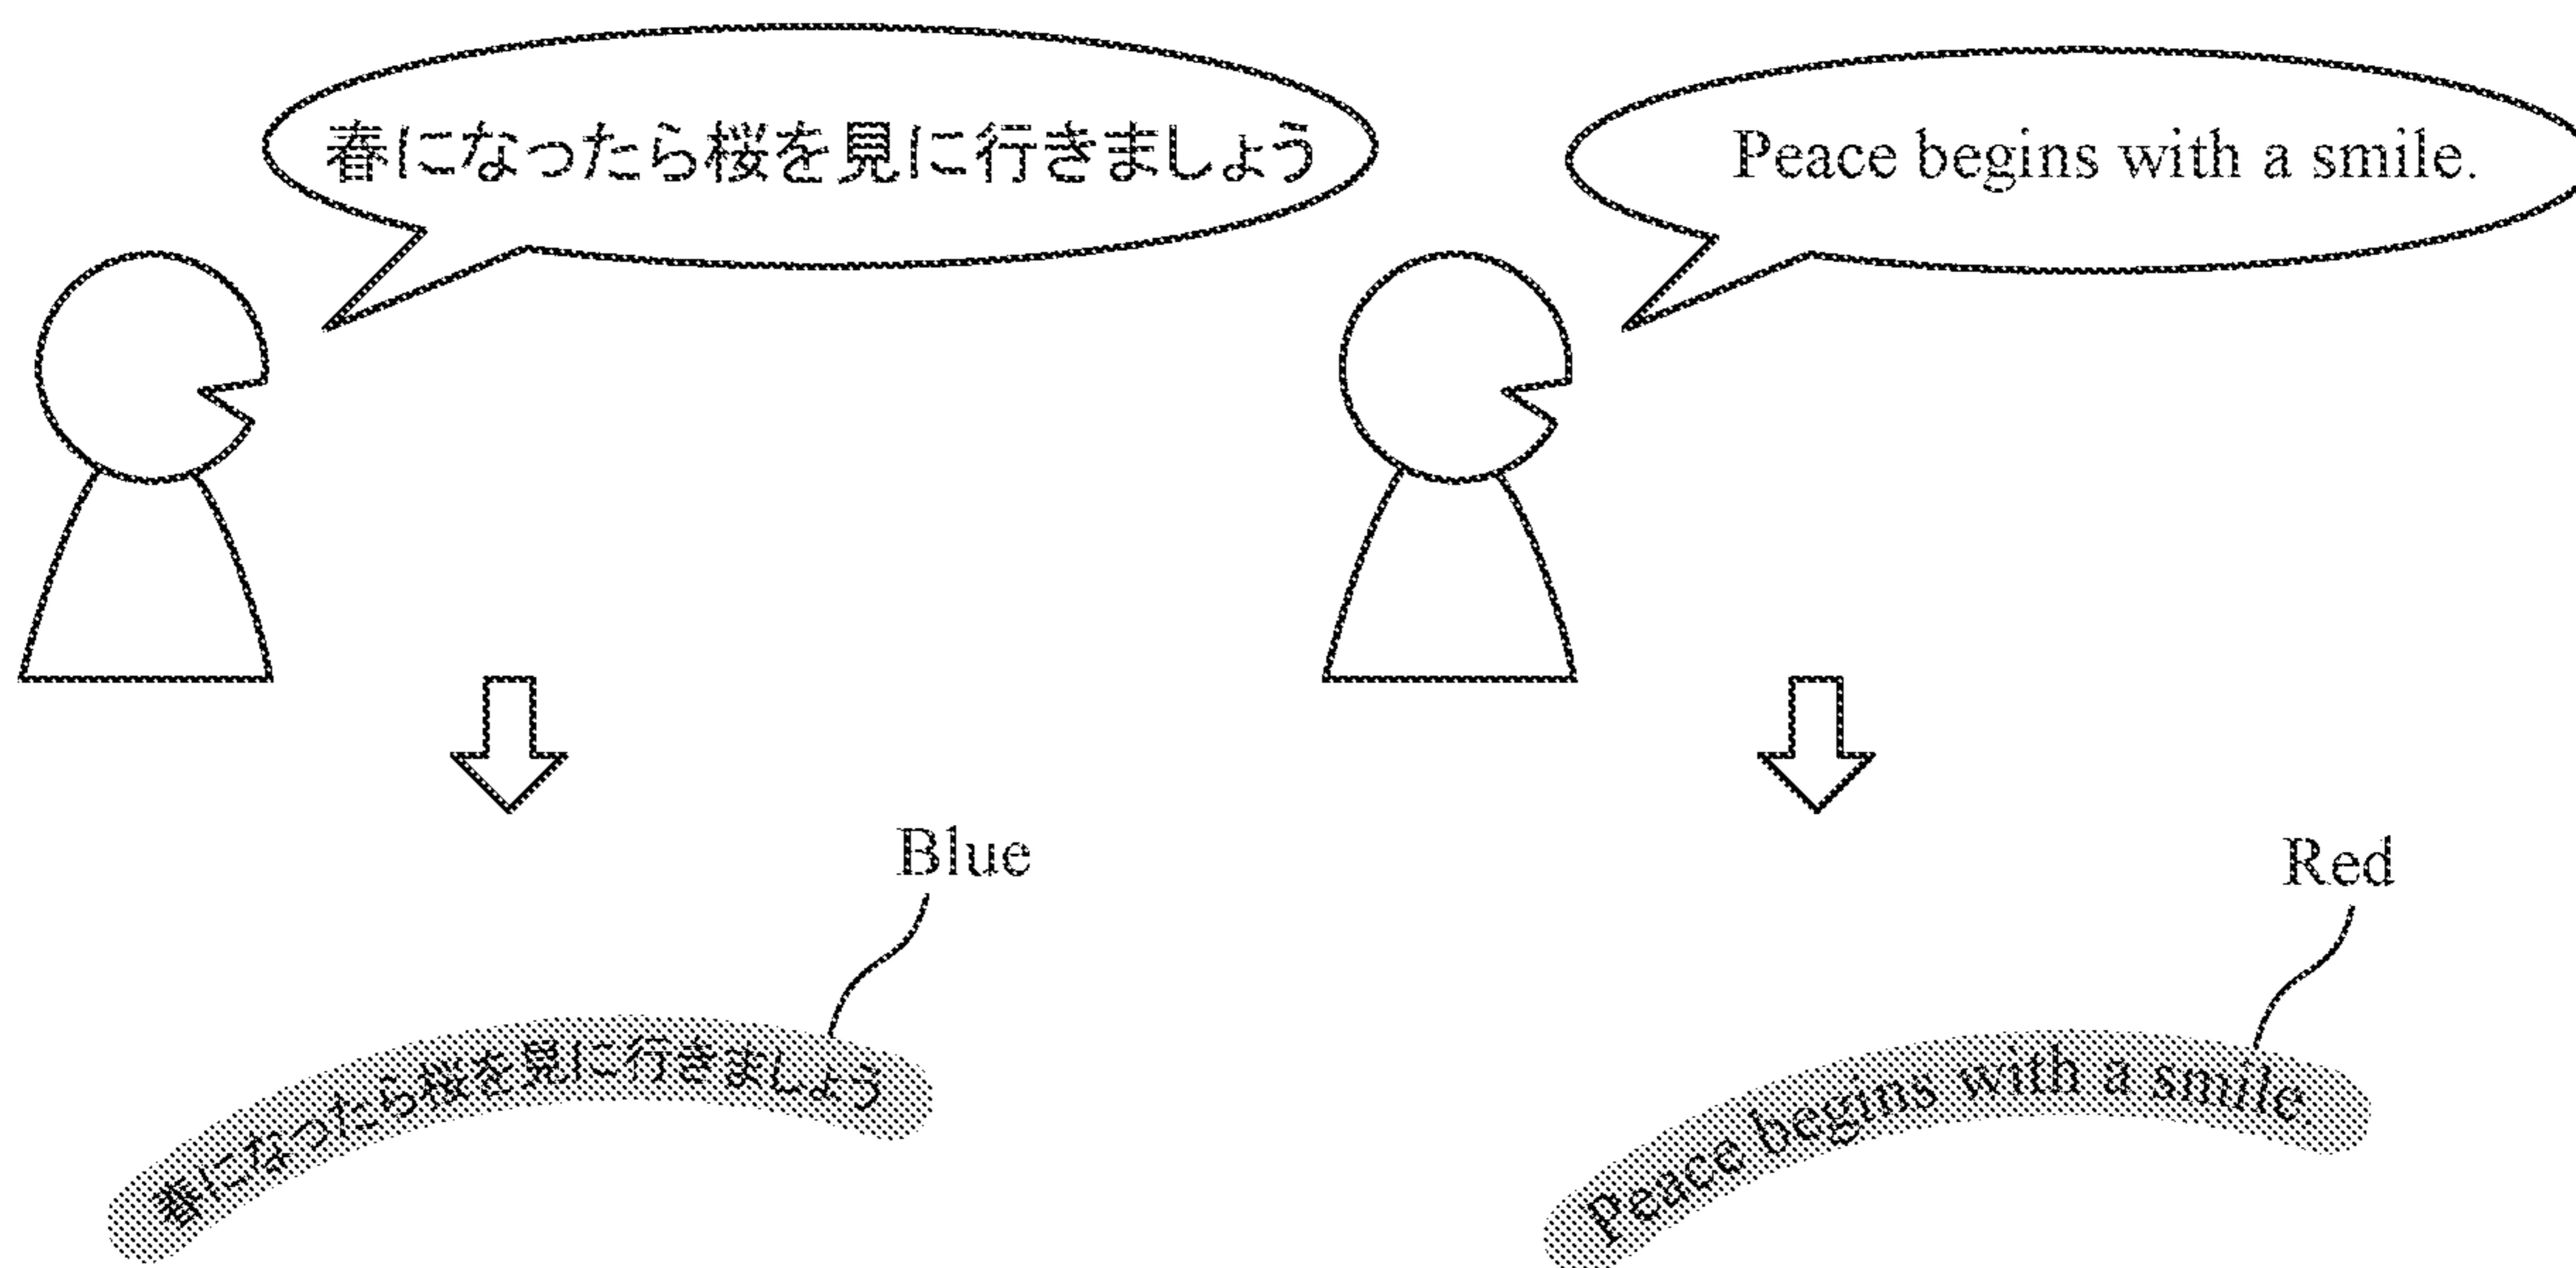 春になったら桜を見に行きましょう
Peace begins with a smile.
Blue
Red
春になったら桜を見に行きましょう
Peace begins with a smile.